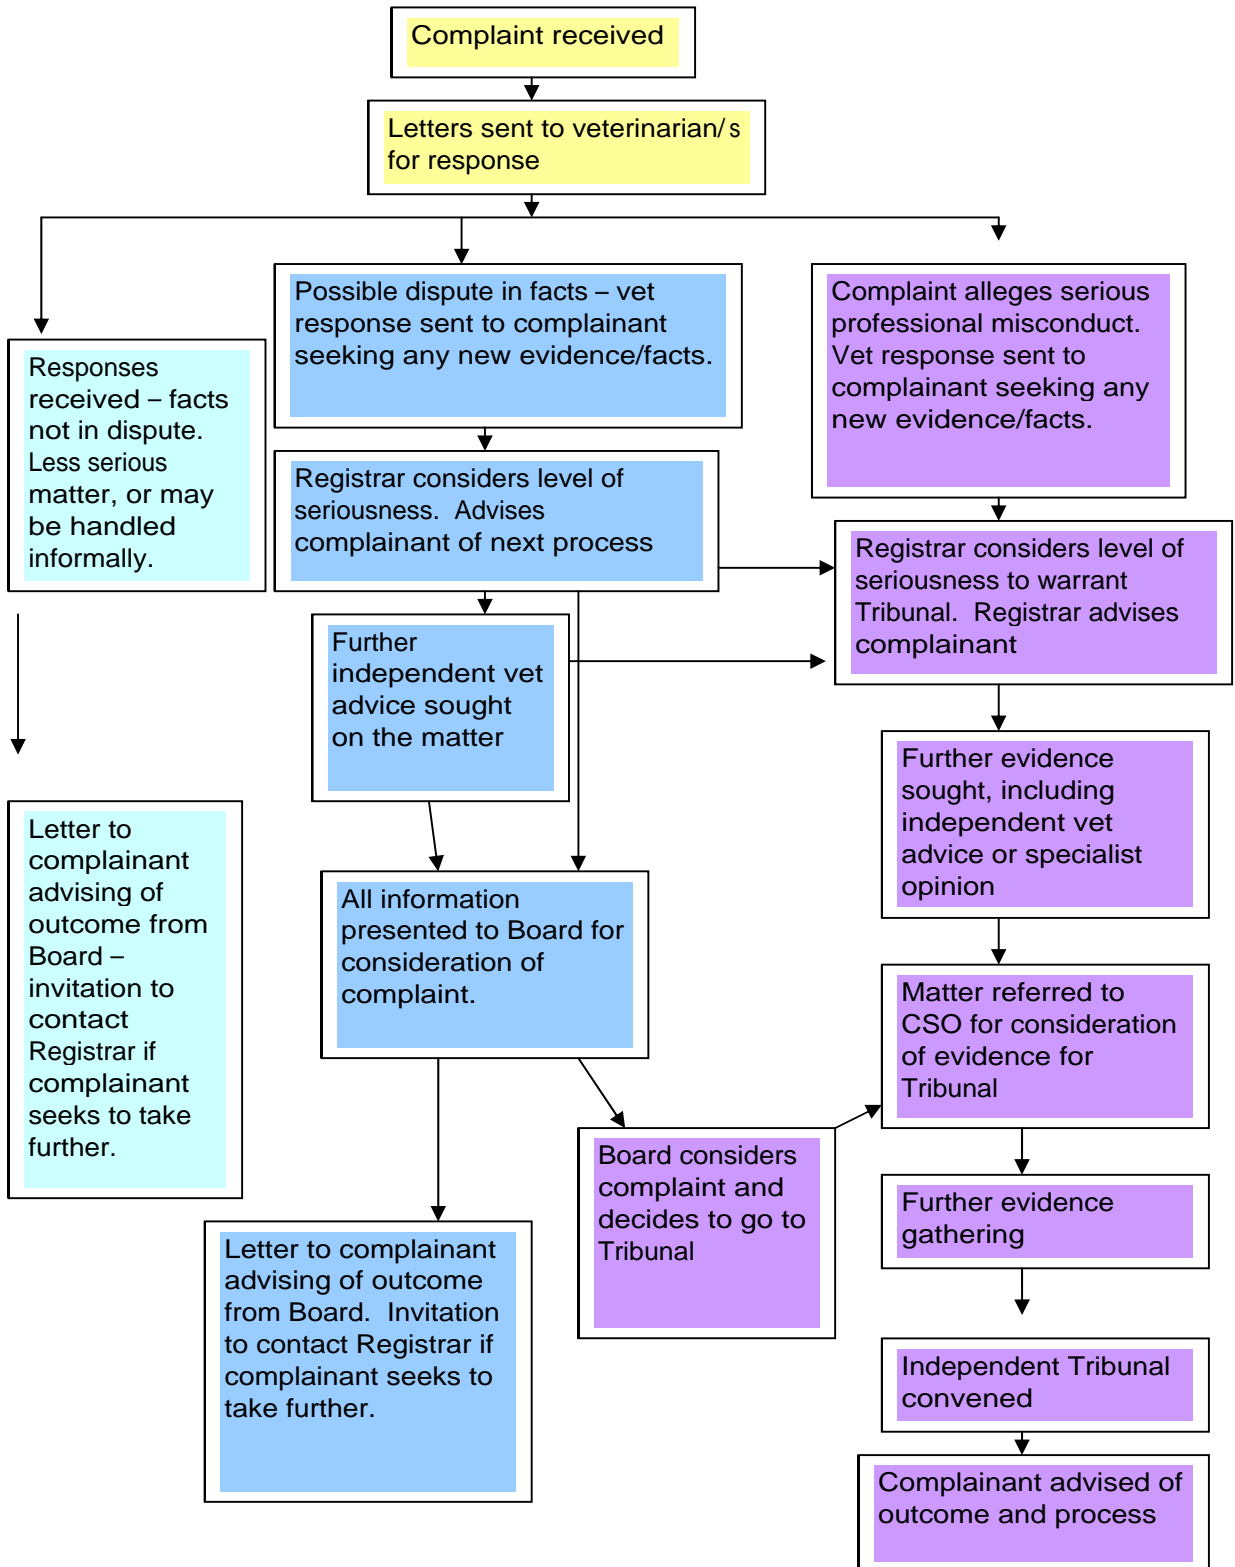 Complaint received
Letters sent to veterinarian/s
for response
Responses
received – facts
not in dispute.
Less serious
matter, or may
be handled
informally.
Possible dispute in facts – vet
response sent to complainant
seeking any new evidence/facts.
Complaint alleges serious
professional misconduct.
Vet response sent to
complainant seeking any
new evidence/facts.
Registrar considers level of
seriousness.  Advises
complainant of next process
Registrar considers level of
seriousness to warrant
Tribunal.  Registrar advises
complainant
Further
independent vet
advice sought
on the matter
Further evidence
sought, including
independent vet
advice or specialist
opinion
Letter to
complainant
advising of
outcome from
Board –
invitation to
contact
Registrar if
complainant
seeks to take
further.
All information
presented to Board for
consideration of
complaint.
Matter referred to
CSO for consideration
of evidence for
Tribunal
Board considers
complaint and
decides to go to
Tribunal
Further evidence
gathering
Letter to complainant
advising of outcome
from Board.  Invitation
to contact Registrar if
complainant seeks to
take further.
Independent Tribunal
convened
Complainant advised of
outcome and process